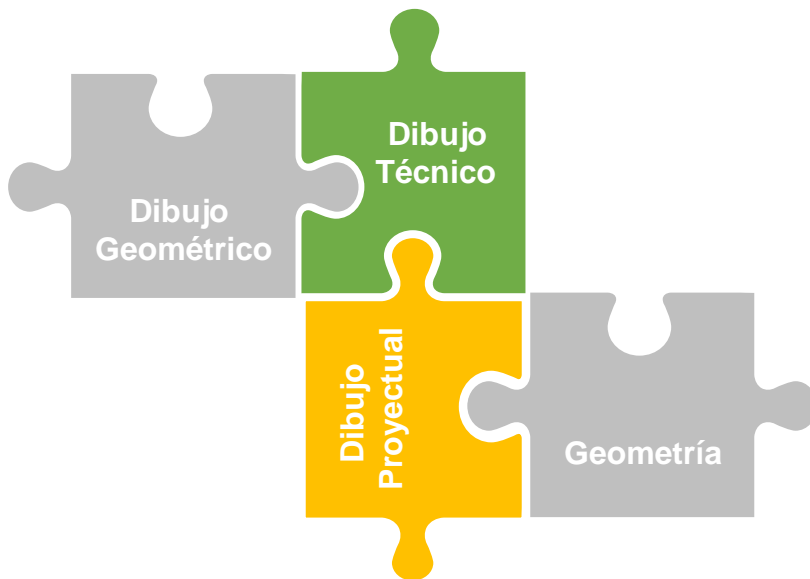 Dibujo
Técnico
Dibujo
Geométrico
Dibujo
Proyectual
Geometría